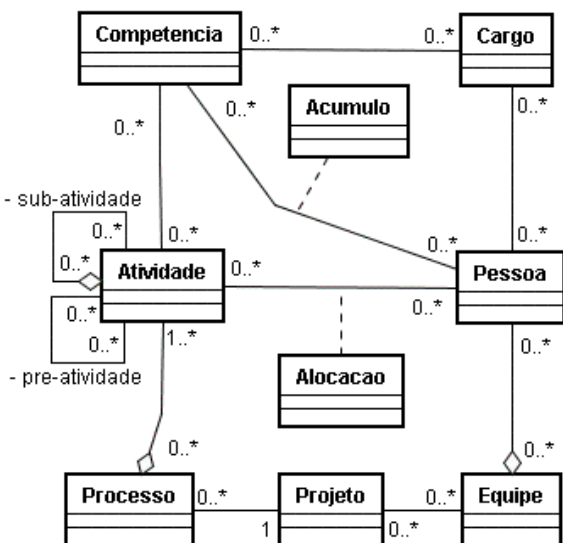 Competencia
0..*
0..*
Cargo
0..*
0..*
0..*
Acumulo
- sub-atividade
0..*
0..*
0..*
0..*
0..*
Atividade
0..*
0..*
Pessoa
0..*
0..*
1..*
0..*
- pre-atividade
Alocacao
0..*
0..*
Processo
0..*
Projeto
0..*
Equipe
1
0..*